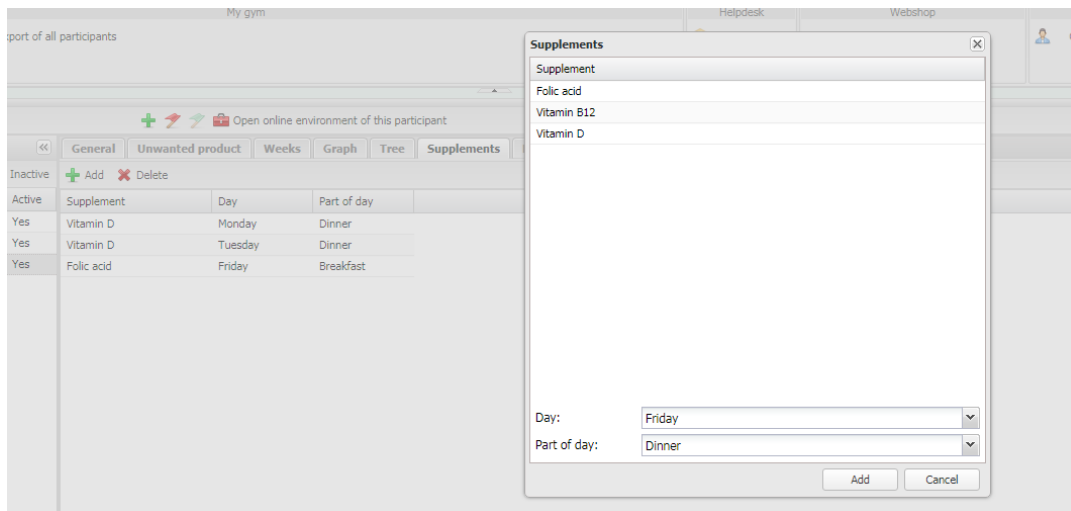 My gym
Helpdesk
Webshop
port of all participants
Open online environment of this participant
General Unwanted product Weeks Graph Tree Supplements
Inactive Add Delete
Active Supplement Day Part of day
Yes Vitamin D Monday Dinner
Yes Vitamin D Tuesday Dinner
Yes Folic acid Friday Breakfast
Supplements
Supplement
Folic acid
Vitamin B12
Vitamin D
Day: Friday
Part of day: Dinner
Add Cancel